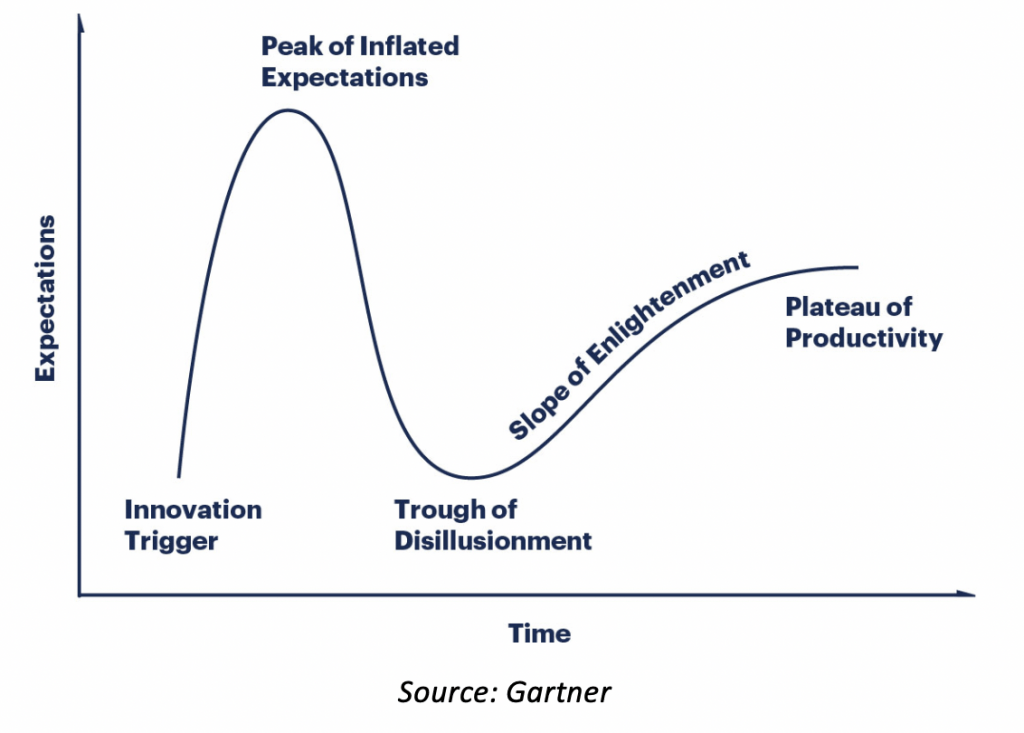 Peak of Inflated
Expectations
Expectations
Slope of Enlightenment
Plateau of
Productivity
Innovation
Trigger
Trough of
Disillusionment
Time
Source: Gartner